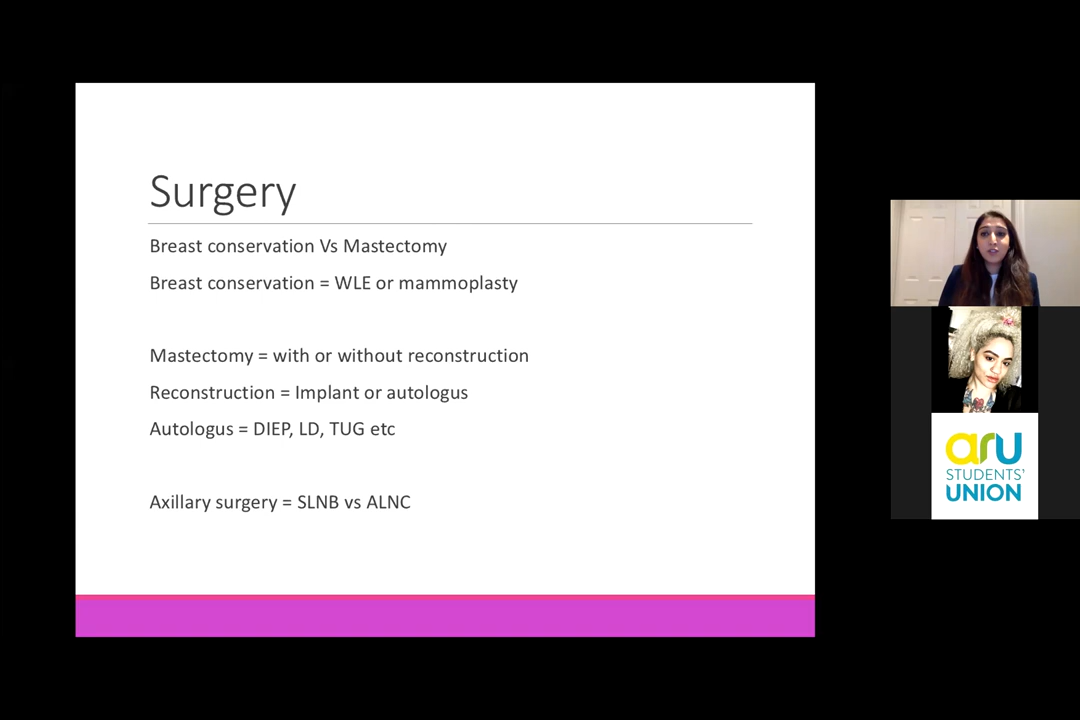 Surgery
Breast conservation Vs Mastectomy
Breast conservation = WLE or mammoplasty
Mastectomy = with or without reconstruction
Reconstruction = Implant or autologus
Autologus = DIEP, LD, TUG etc
Axillary surgery = SLNB vs ALNC
aru
STUDENTS'
UNION